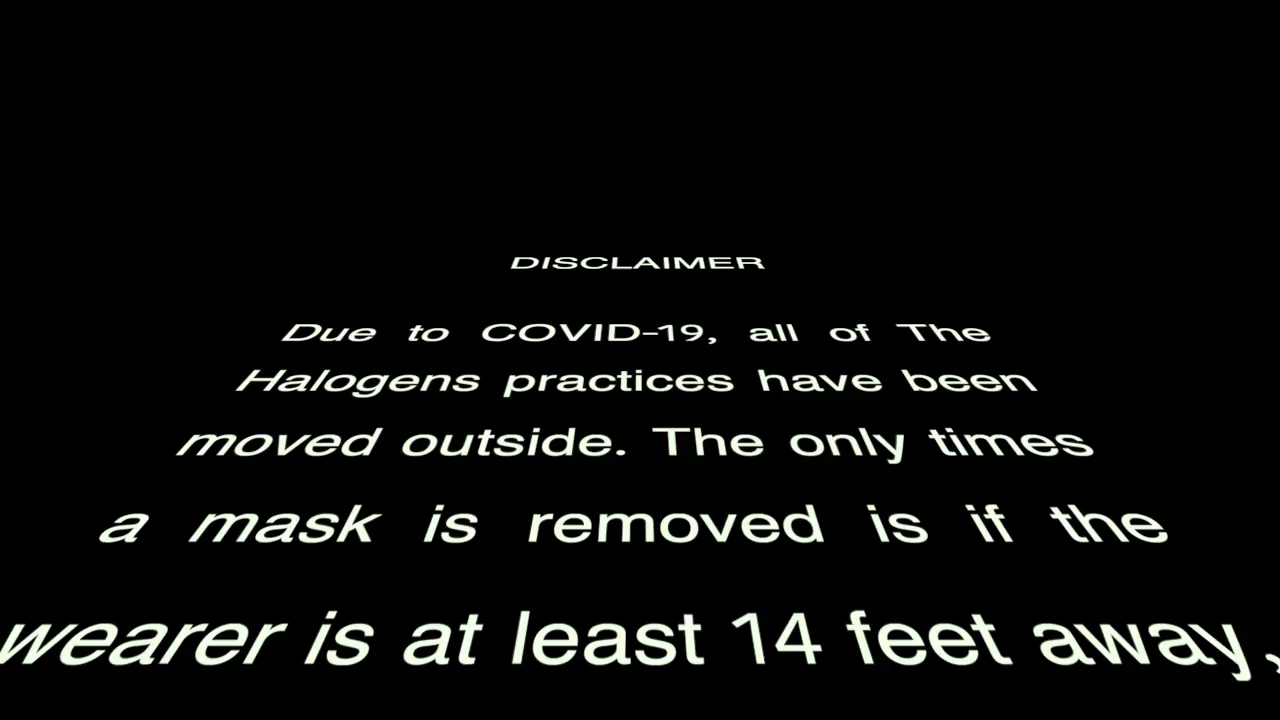 DISCLAIMER
Due to COVID-19, all of The
Halogens practices have been
moved outside. The only times
a mask is removed is if the
wearer is at least 14 feet away,